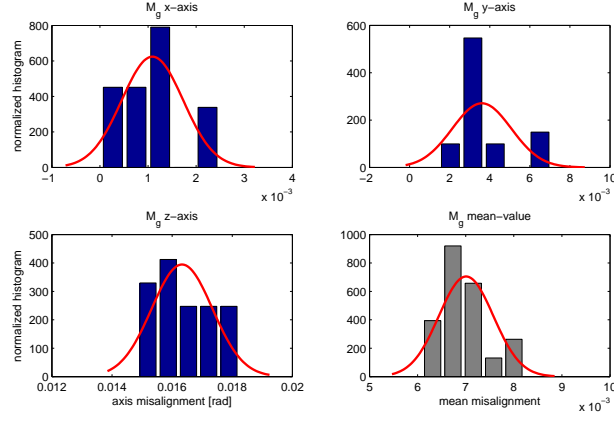 M_g x-axis
normalized histogram
800
600
400
200
0
-1 0 1 2 3 4
x 10^-3
M_g y-axis
600
400
200
0
-2 0 2 4 6 8 10
x 10^-3
M_g z-axis
normalized histogram
500
400
300
200
100
0
0.012 0.014 0.016 0.018 0.02
axis misalignment [rad]
M_g mean-value
1000
800
600
400
200
0
5 6 7 8 9 10
mean misalignment
x 10^-3